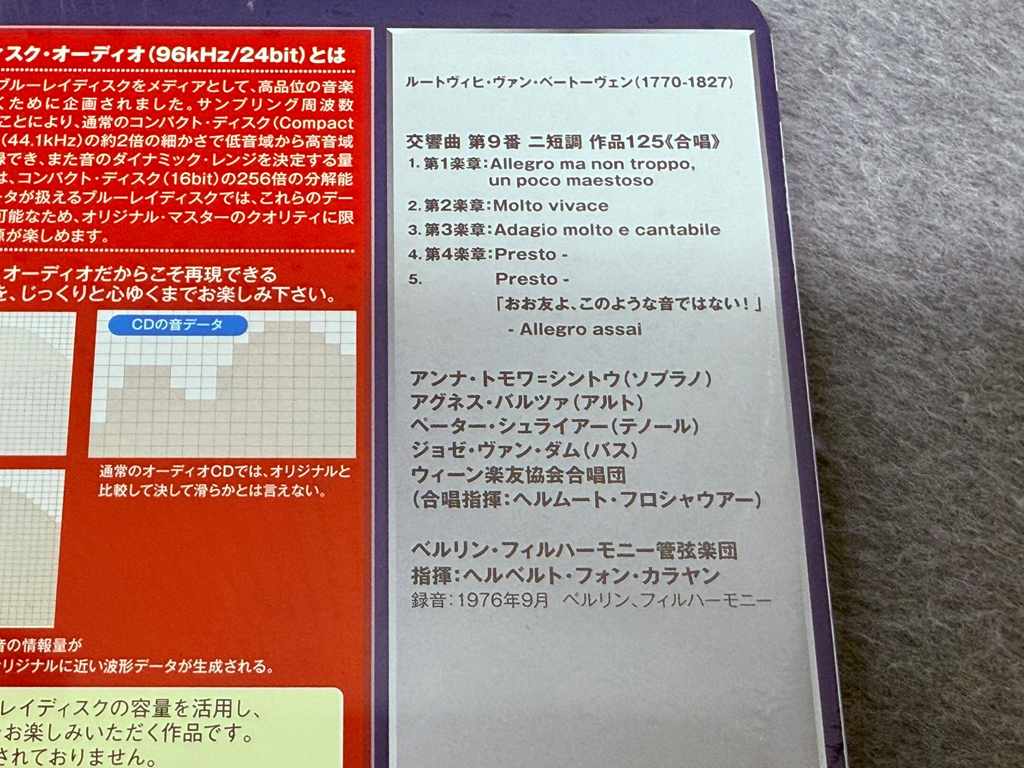 ィスク・オーディオ(96kHz/24bit)とは
ブルーレイディスクをメディアとして、高品位の音楽
くために企画されました。サンプリング周波数
ことにより、通常のコンパクト・ディスク(Compact
(44.1kHz)の約2倍の細かさで低音域から高音域
録でき、また音のダイナミック・レンジを決定する量
は、コンパクト・ディスク(16bit)の256倍の分解能
ータが扱えるブルーレイディスクでは、これらのデー
可能なため、オリジナル・マスターのクオリティに限
源が楽しめます。
オーディオだからこそ再現できる
を、じっくりと心ゆくまでお楽しみ下さい。
CDの音データ
通常のオーディオCDでは、オリジナルと
比較して決して滑らかとは言えない。
音の情報量が
オリジナルに近い波形データが生成される。
レイディスクの容量を活用し、
お楽しみいただく作品です。
されておりません。
ルートヴィヒ・ヴァン・ベートーヴェン(1770-1827)
交響曲 第9番 ニ短調 作品125《合唱》
1. 第1楽章:Allegro ma non troppo,
un poco maestoso
2. 第2楽章:Molto vivace
3. 第3楽章:Adagio molto e cantabile
4. 第4楽章:Presto -
5. Presto -
「おお友よ、このような音ではない!」
- Allegro assai
アンナ・トモワ=シントウ(ソプラノ)
アグネス・バルツァ(アルト)
ペーター・シュライアー(テノール)
ジョゼ・ヴァン・ダム(バス)
ウィーン楽友協会合唱団
(合唱指揮:ヘルムート・フロシャウアー)
ベルリン・フィルハーモニー管弦楽団
指揮:ヘルベルト・フォン・カラヤン
録音:1976年9月 ベルリン、フィルハーモニー